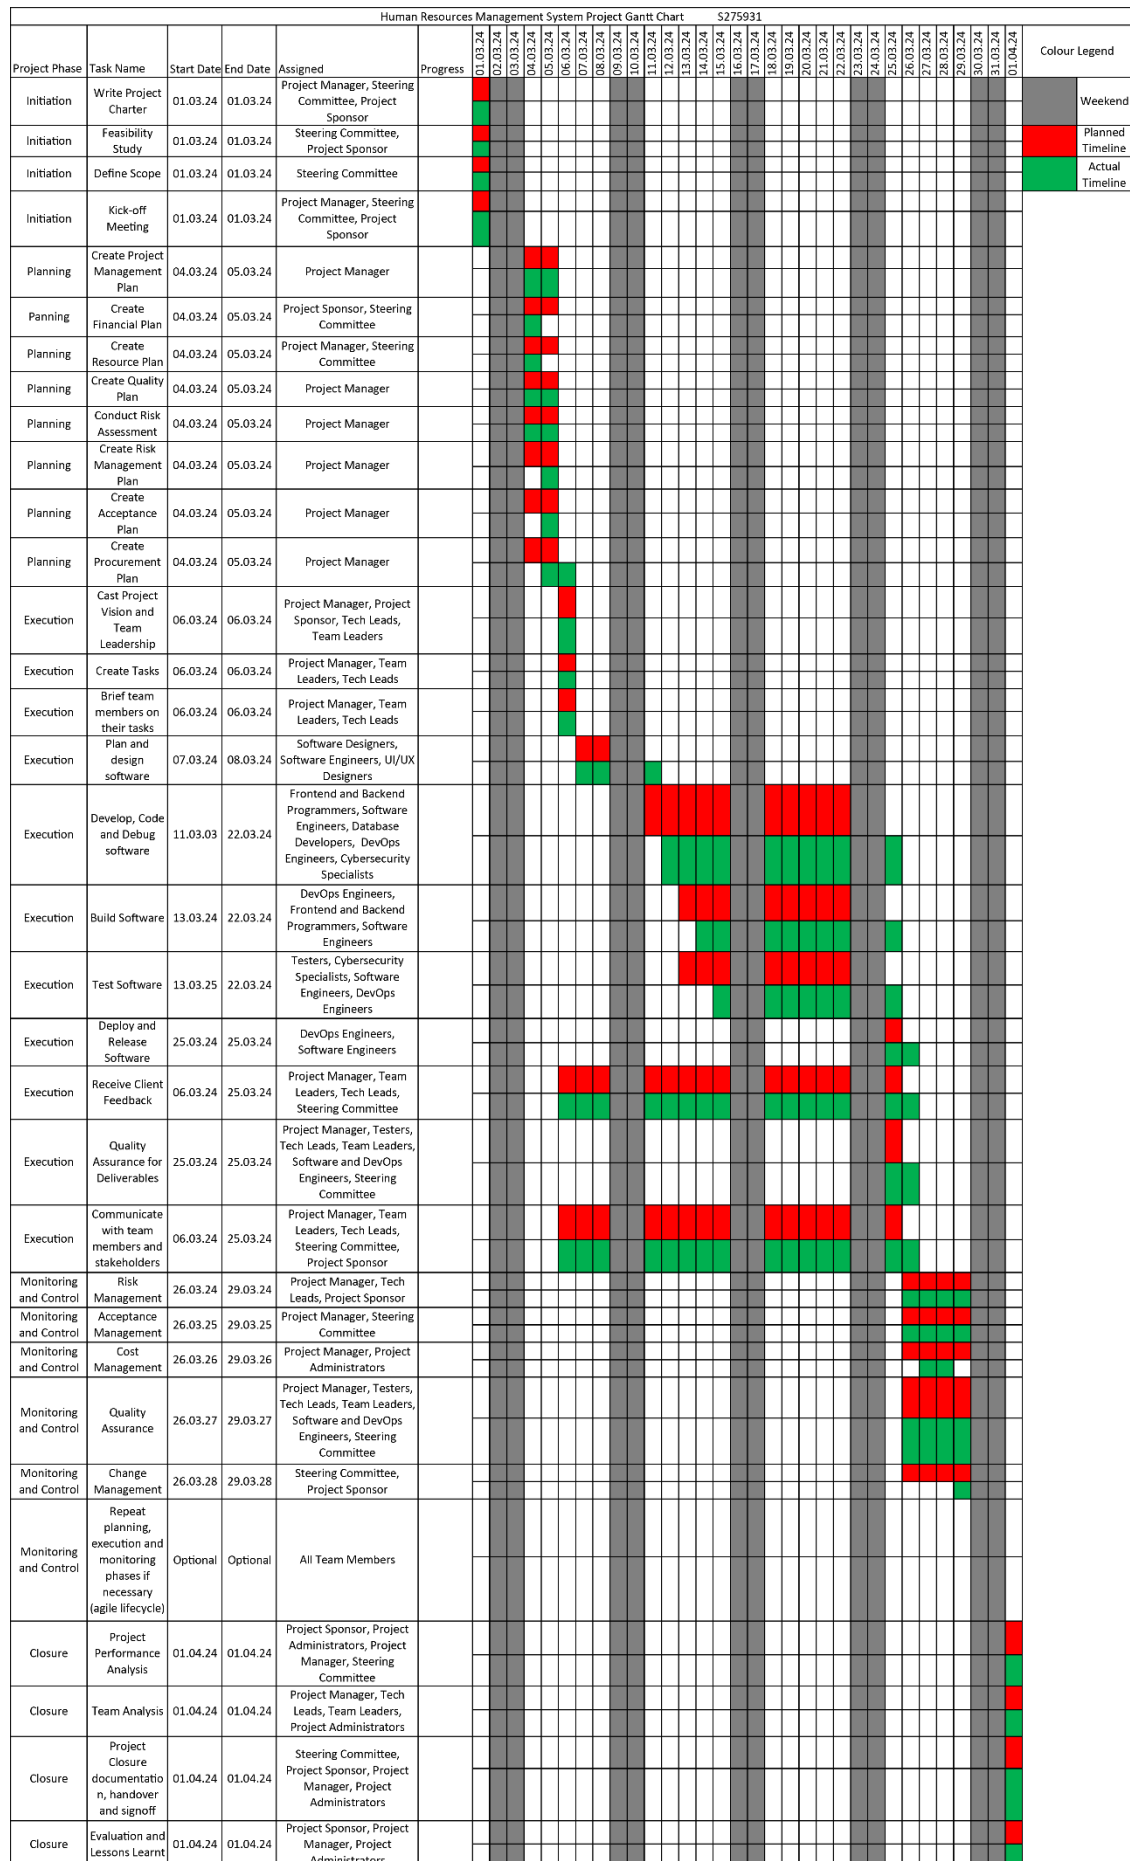 Human Resources Management System Project Gantt Chart S275931
Project Phase Task Name Start Date End Date Assigned Progress 01.03.24 02.03.24 03.03.24 04.03.24 05.03.24 06.03.24 07.03.24 08.03.24 09.03.24 10.03.24 11.03.24 12.03.24 13.03.24 14.03.24 15.03.24 16.03.24 17.03.24 18.03.24 19.03.24 20.03.24 21.03.24 22.03.24 23.03.24 24.03.24 25.03.24 26.03.24 27.03.24 28.03.24 29.03.24 30.03.24 31.03.24 01.04.24 Colour Legend
Weekend
Planned
Timeline
Actual
Timeline
Initiation
Write Project
Charter
01.03.24 01.03.24
Project Manager, Steering
Committee, Project
Sponsor
Initiation
Feasibility
Study
01.03.24 01.03.24
Steering Committee,
Project Sponsor
Initiation Define Scope 01.03.24 01.03.24 Steering Committee
Initiation
Kick-off
Meeting
01.03.24 01.03.24
Project Manager, Steering
Committee, Project
Sponsor
Planning
Create Project
Management
Plan
04.03.24 05.03.24 Project Manager
Panning
Create
Financial Plan
04.03.24 05.03.24
Project Sponsor, Steering
Committee
Planning
Create
Resource Plan
04.03.24 05.03.24
Project Manager, Steering
Committee
Planning
Create Quality
Plan
04.03.24 05.03.24 Project Manager
Planning
Conduct Risk
Assessment
04.03.24 05.03.24 Project Manager
Planning
Create Risk
Management
Plan
04.03.24 05.03.24 Project Manager
Planning
Create
Acceptance
Plan
04.03.24 05.03.24 Project Manager
Planning
Create
Procurement
Plan
04.03.24 05.03.24 Project Manager
Execution
Cast Project
Vision and
Team
Leadership
06.03.24 06.03.24
Project Manager, Project
Sponsor, Tech Leads,
Team Leaders
Execution Create Tasks 06.03.24 06.03.24
Project Manager, Team
Leaders, Tech Leads
Execution
Brief team
members on
their tasks
06.03.24 06.03.24
Project Manager, Team
Leaders, Tech Leads
Execution
Plan and
design
software
07.03.24 08.03.24
Software Designers,
Software Engineers, UI/UX
Designers
Execution
Develop, Code
and Debug
software
11.03.03 22.03.24
Frontend and Backend
Programmers, Software
Engineers, Database
Developers, DevOps
Engineers, Cybersecurity
Specialists
Execution Build Software 13.03.24 22.03.24
DevOps Engineers,
Frontend and Backend
Programmers, Software
Engineers
Execution Test Software 13.03.25 22.03.24
Testers, Cybersecurity
Specialists, Software
Engineers, DevOps
Engineers
Execution
Deploy and
Release
Software
25.03.24 25.03.24
DevOps Engineers,
Software Engineers
Execution
Receive Client
Feedback
06.03.24 25.03.24
Project Manager, Team
Leaders, Tech Leads,
Steering Committee
Execution
Quality
Assurance for
Deliverables
25.03.24 25.03.24
Project Manager, Testers,
Tech Leads, Team Leaders,
Software and DevOps
Engineers, Steering
Committee
Execution
Communicate
with team
members and
stakeholders
06.03.24 25.03.24
Project Manager, Team
Leaders, Tech Leads,
Steering Committee,
Project Sponsor
Monitoring
and Control
Risk
Management
26.03.24 29.03.24
Project Manager, Tech
Leads, Project Sponsor
Monitoring
and Control
Acceptance
Management
26.03.25 29.03.25
Project Manager, Steering
Committee
Monitoring
and Control
Cost
Management
26.03.26 29.03.26
Project Manager, Project
Administrators
Monitoring
and Control
Quality
Assurance
26.03.27 29.03.27
Project Manager, Testers,
Tech Leads, Team Leaders,
Software and DevOps
Engineers, Steering
Committee
Monitoring
and Control
Change
Management
26.03.28 29.03.28
Steering Committee,
Project Sponsor
Monitoring
and Control
Repeat
planning,
execution and
monitoring
phases if
necessary
(agile lifecycle)
Optional Optional All Team Members
Closure
Project
Performance
Analysis
01.04.24 01.04.24
Project Sponsor, Project
Administrators, Project
Manager, Steering
Committee
Closure Team Analysis 01.04.24 01.04.24
Project Manager, Tech
Leads, Team Leaders,
Project Administrators
Closure
Project
Closure
documentatio
n, handover
and signoff
01.04.24 01.04.24
Steering Committee,
Project Sponsor, Project
Manager, Project
Administrators
Closure
Evaluation and
Lessons Learnt
01.04.24 01.04.24
Project Sponsor, Project
Manager, Project
Administrators